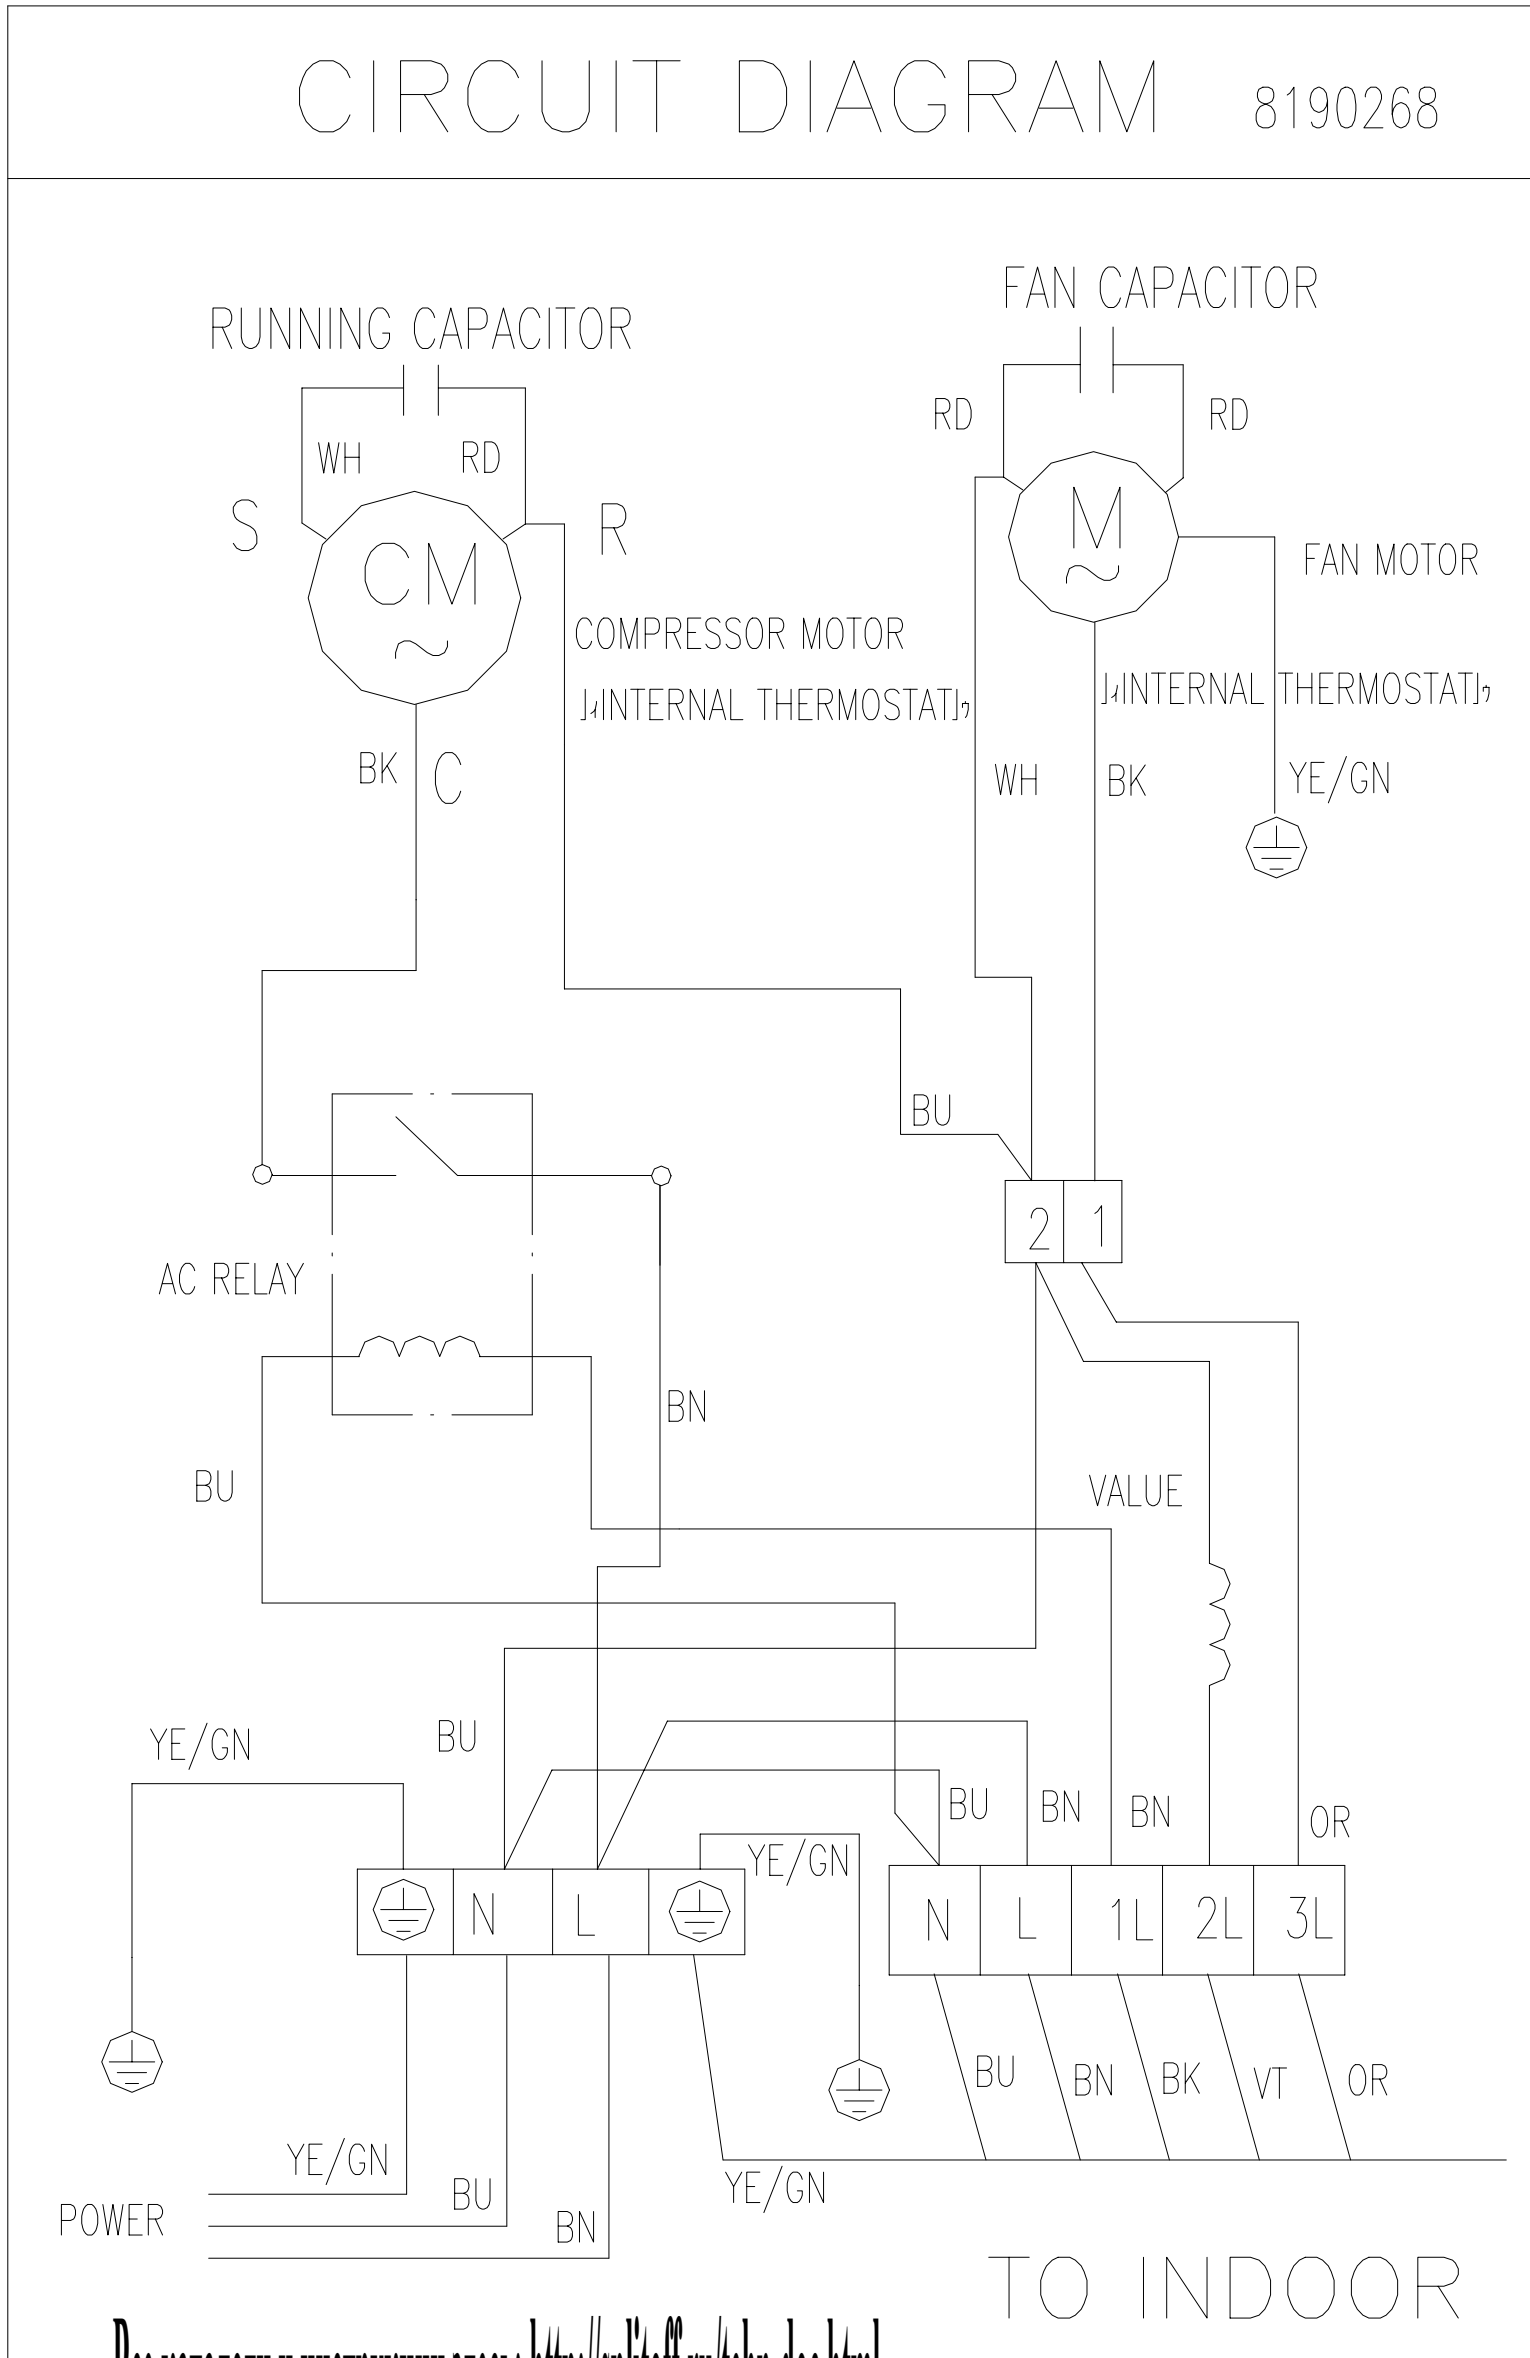 CIRCUIT DIAGRAM 8190268
FAN CAPACITOR
RUNNING CAPACITOR
RD RD
WH RD
S R
CM
M
FAN MOTOR
COMPRESSOR MOTOR
INTERNAL THERMOSTAT
INTERNAL THERMOSTAT
BK C
WH BK YE/GN
BU
2 1
AC RELAY
BN
BU
VALUE
YE/GN
BU
BU BN BN OR
YE/GN
N L
N L 1L 2L 3L
BU BN BK VT OR
YE/GN
BU
YE/GN
POWER
BN
TO INDOOR